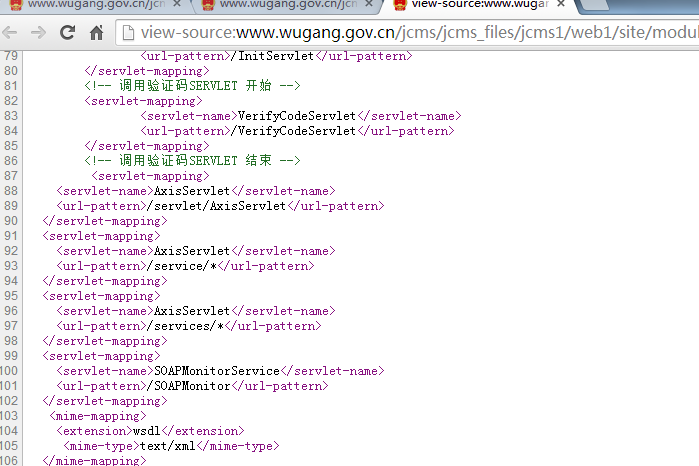 www.wugang.gov.cn/jcm
www.wugang.gov.cn/jcn
view-source:www.wugang
view-source:www.wugang.gov.cn/jcms/jcms_files/jcms1/web1/site/modul
79 <url-pattern>/InitServlet</url-pattern>
80 </servlet-mapping>
81 <!-- 调用验证码SERVLET 开始 -->
82 <servlet-mapping>
83 <servlet-name>VerifyCodeServlet</servlet-name>
84 <url-pattern>/VerifyCodeServlet</url-pattern>
85 </servlet-mapping>
86 <!-- 调用验证码SERVLET 结束 -->
87 <servlet-mapping>
88 <servlet-name>AxisServlet</servlet-name>
89 <url-pattern>/servlet/AxisServlet</url-pattern>
90 </servlet-mapping>
91 <servlet-mapping>
92 <servlet-name>AxisServlet</servlet-name>
93 <url-pattern>/service/*</url-pattern>
94 </servlet-mapping>
95 <servlet-mapping>
96 <servlet-name>AxisServlet</servlet-name>
97 <url-pattern>/services/*</url-pattern>
98 </servlet-mapping>
99 <servlet-mapping>
100 <servlet-name>SOAPMonitorService</servlet-name>
101 <url-pattern>/SOAPMonitor</url-pattern>
102 </servlet-mapping>
103 <mime-mapping>
104 <extension>wsdl</extension>
105 <mime-type>text/xml</mime-type>
106 </mime-mapping>